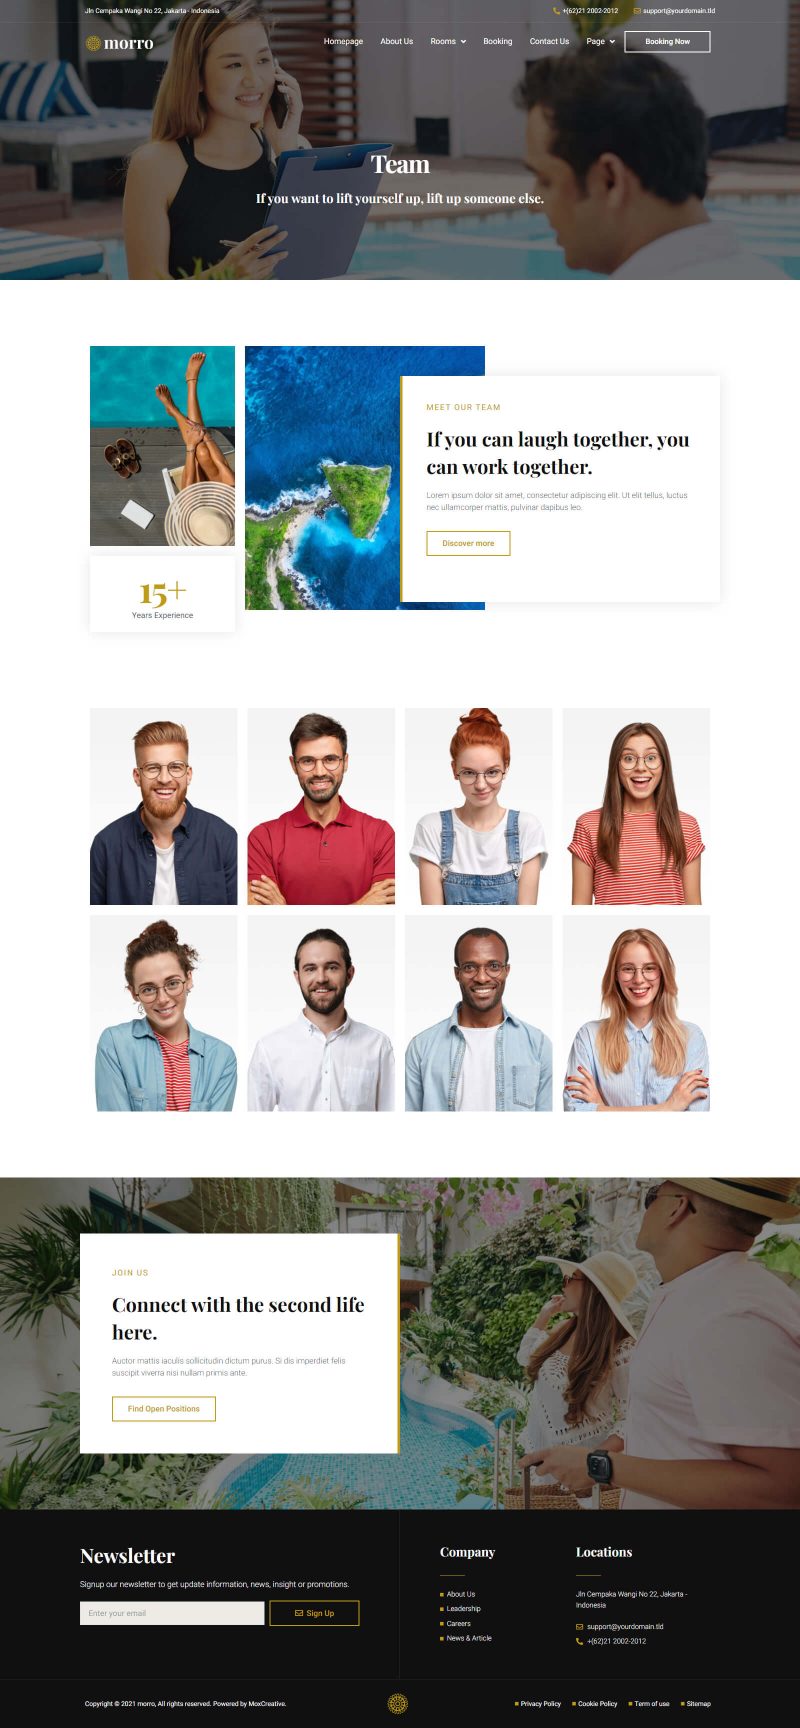 Jln Cempaka Wangi No 22, Jakarta - Indonesia
+(62)21 2002-2012
support@yourdomain.tld
morro
Homepage
About Us
Rooms
Booking
Contact Us
Page
Booking Now
Team
If you want to lift yourself up, lift up someone else.
MEET OUR TEAM
If you can laugh together, you
can work together.
Lorem ipsum dolor sit amet, consectetur adipiscing elit. Ut elit tellus, luctus
nec ullamcorper mattis, pulvinar dapibus leo.
Discover more
15+
Years Experience
JOIN US
Connect with the second life
here.
Auctor mattis iaculis sollicitudin dictum purus. Si dis imperdiet felis
suscipit viverra nisi nullam primis ante.
Find Open Positions
Newsletter
Signup our newsletter to get update information, news, insight or promotions.
Enter your email
Sign Up
Company
About Us
Leadership
Careers
News & Article
Locations
Jln Cempaka Wangi No 22, Jakarta -
Indonesia
support@yourdomain.tld
+(62)21 2002-2012
Copyright © 2021 morro, All rights reserved. Powered by MoxCreative.
Privacy Policy
Cookie Policy
Term of use
Sitemap